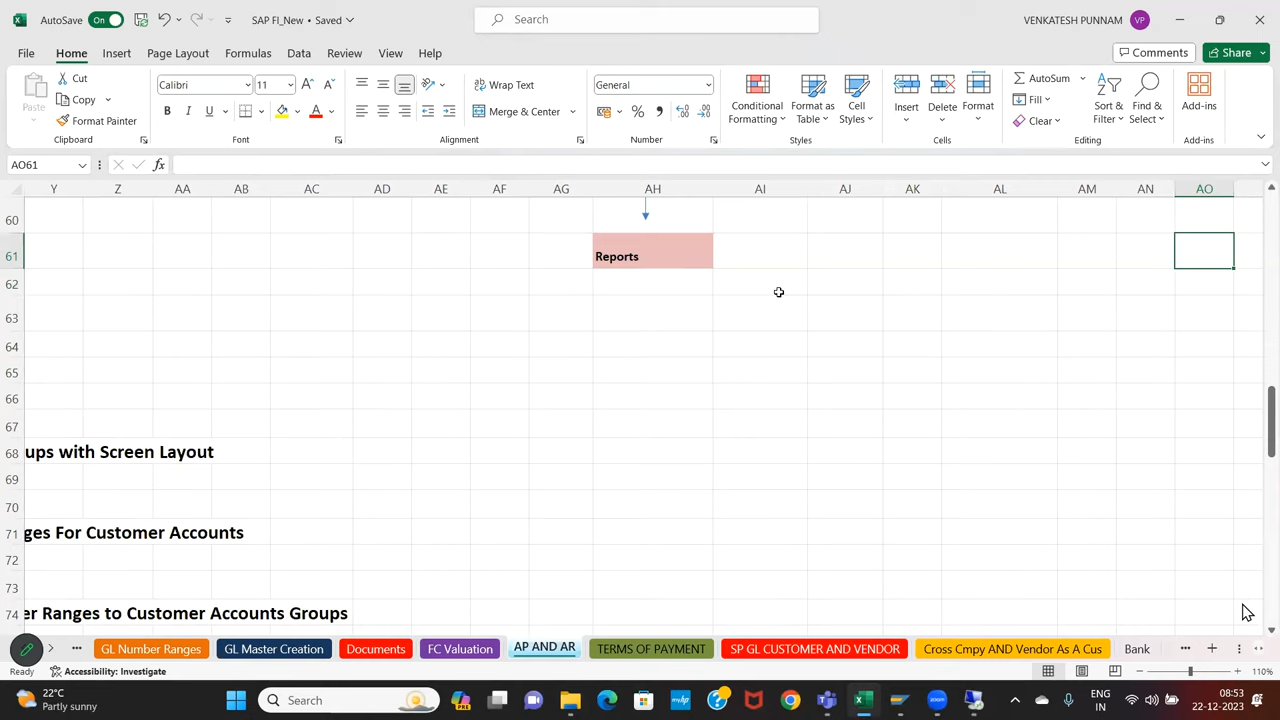 AutoSave On SAP FI_New • Saved Search VENKATESH PUNNAM VP
File Home Insert Page Layout Formulas Data Review View Help Comments Share
Paste Cut Copy Format Painter Clipboard
Calibri 11 B I U Font
Wrap Text Merge & Center Alignment
General % Number
Conditional Formatting Format as Table Cell Styles Styles
Insert Delete Format Cells
AutoSum Fill Clear Sort & Filter Find & Select Editing
Add-ins Add-ins
AO61 fx
Y Z AA AB AC AD AE AF AG AH AI AJ AK AL AM AN AO
60
61 Reports
62
63
64
65
66
67
68 ups with Screen Layout
69
70
71 ges For Customer Accounts
72
73
74 er Ranges to Customer Accounts Groups
GL Number Ranges GL Master Creation Documents FC Valuation AP AND AR TERMS OF PAYMENT SP GL CUSTOMER AND VENDOR Cross Cmpy AND Vendor As A Cus Bank
Ready Accessibility: Investigate 110%
22°C
Partly sunny
Search
PRE
ENG
IN
08:53
22-12-2023